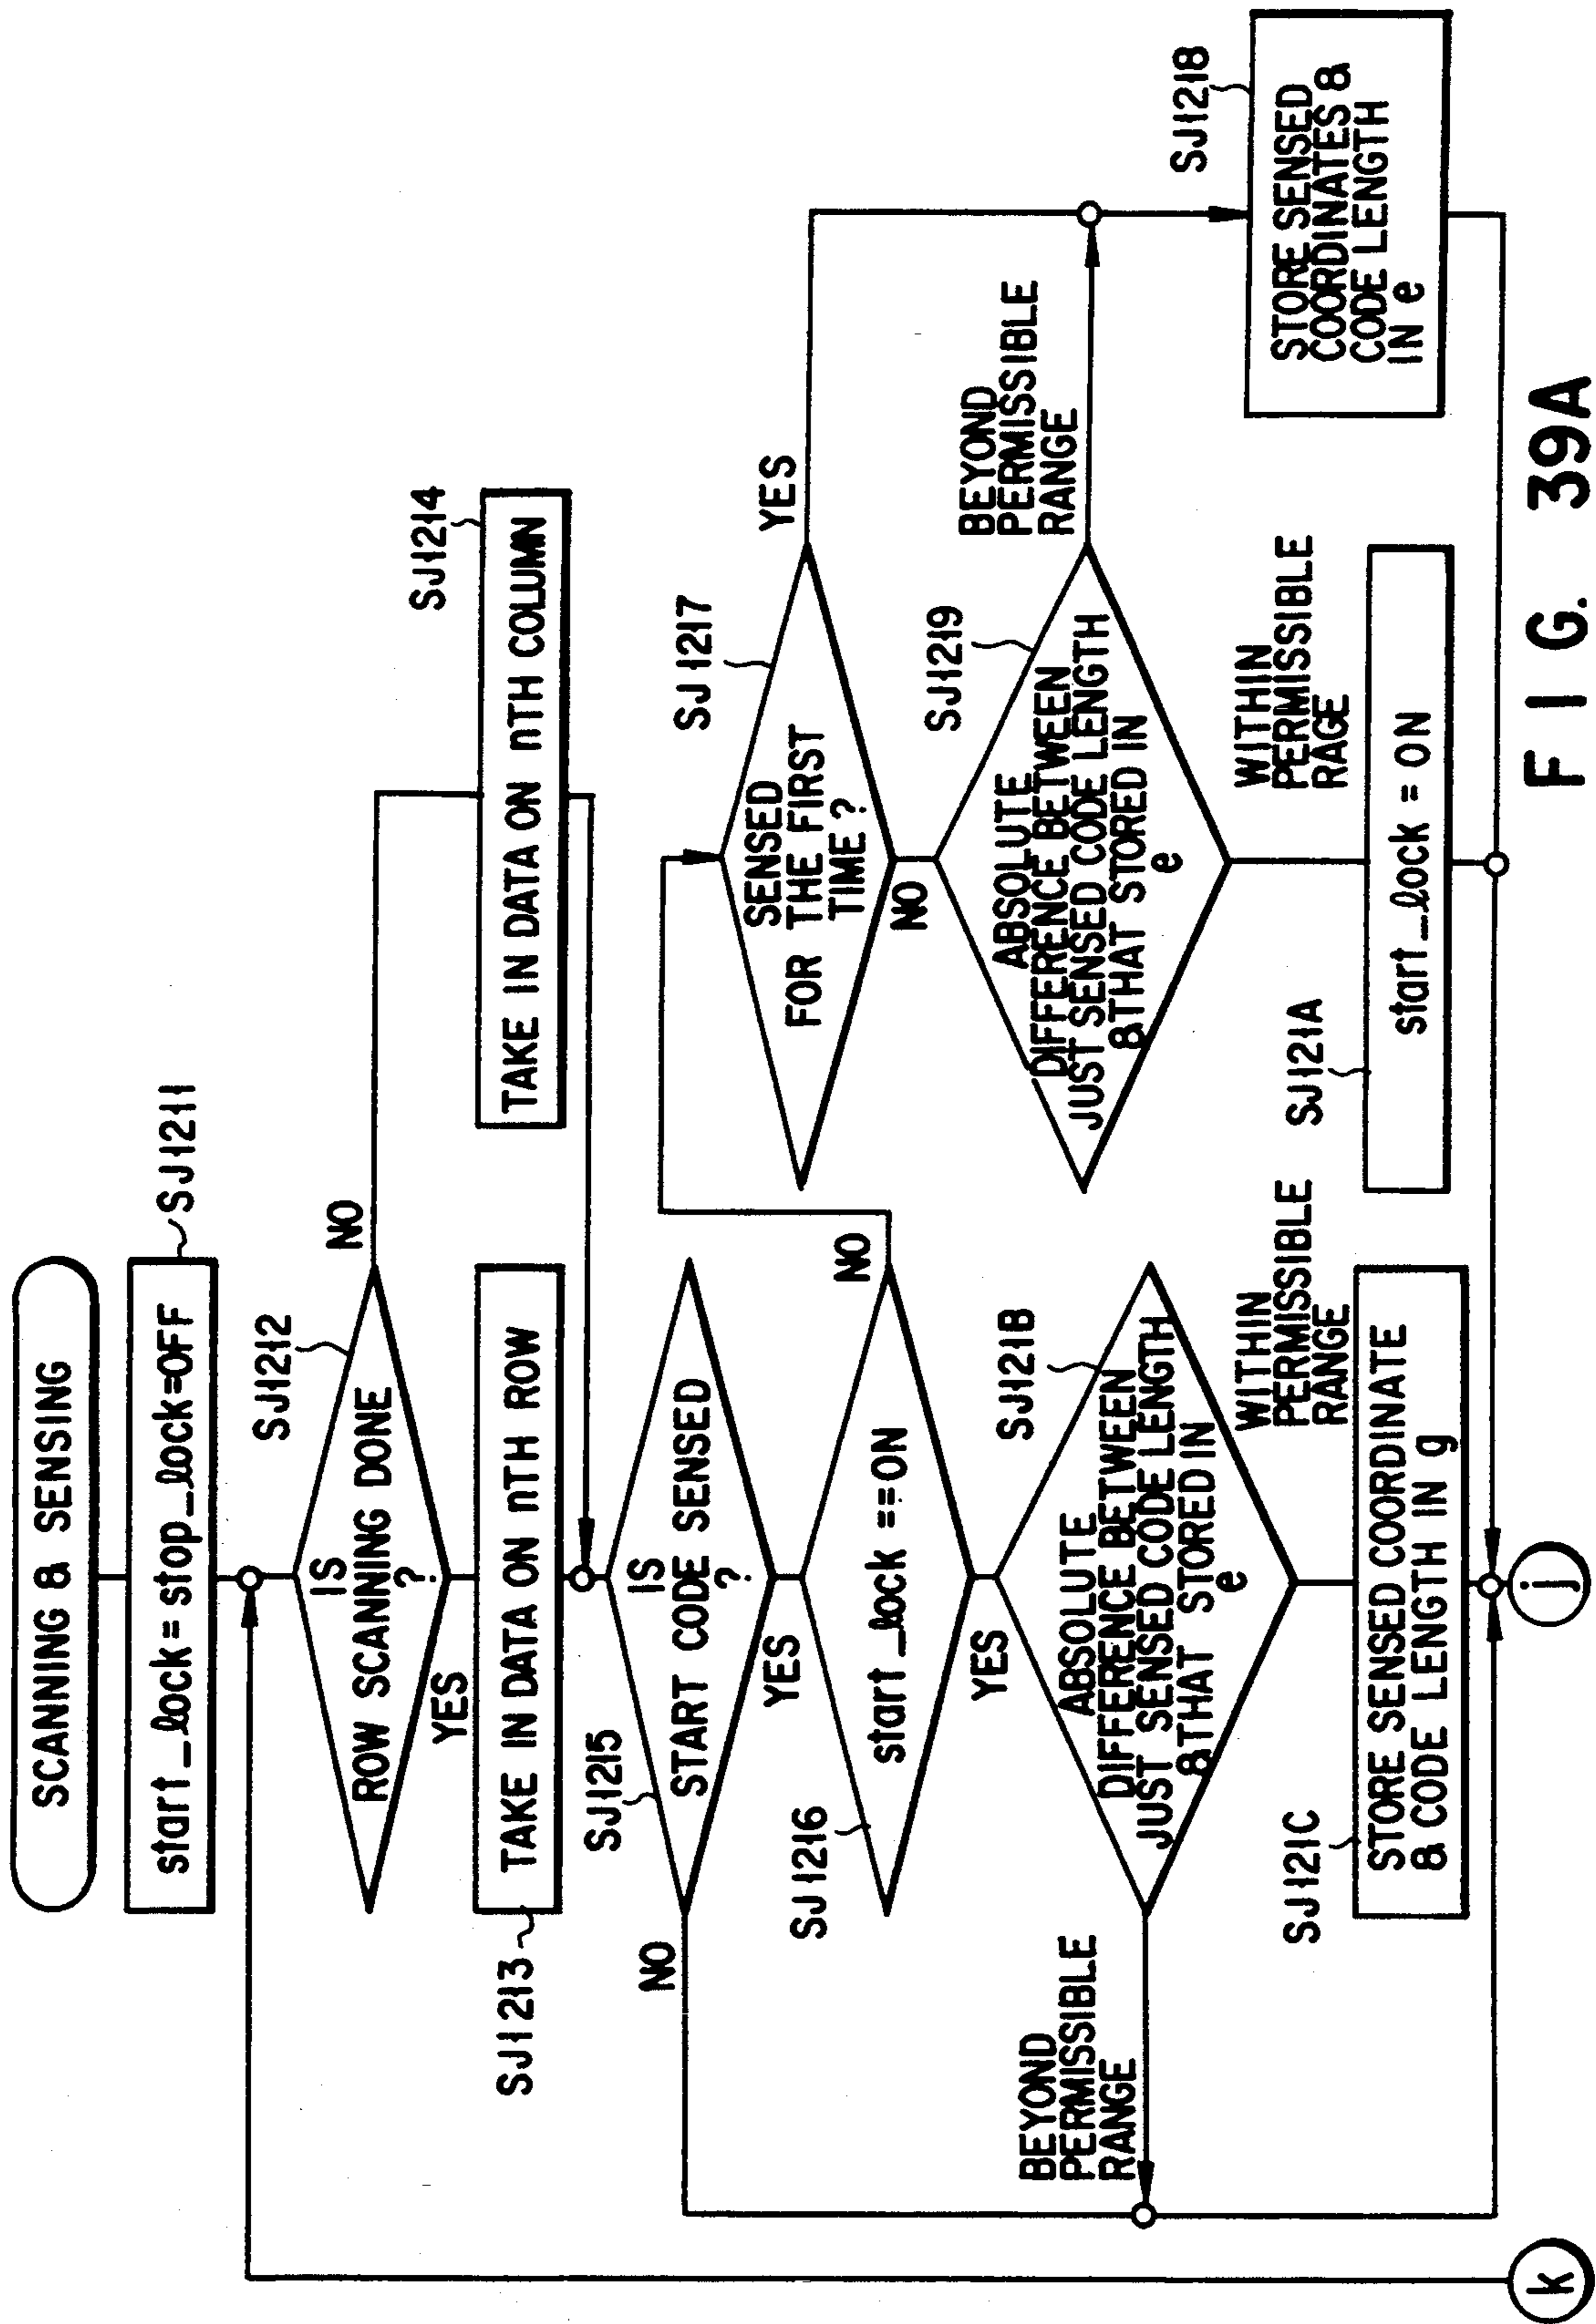 SCANNING & SENSING
start_lock=stop_lock=OFF
SJ1211
SJ1212
IS
ROW SCANNING DONE
?
NO
YES
SJ1213
TAKE IN DATA ON nTH ROW
SJ1214
TAKE IN DATA ON nTH COLUMN
SJ1215
IS
START CODE SENSED
?
NO
YES
SJ1216
start_lock ==ON
NO
YES
SJ1217
SENSED
FOR THE FIRST
TIME ?
YES
NO
SJ1219
ABSOLUTE
DIFFERENCE BETWEEN
JUST SENSED CODE LENGTH
&THAT STORED IN
e
BEYOND
PERMISSIBLE
RANGE
SJ1218
STORE SENSED
COORDINATES &
CODE LENGTH
IN e
WITHIN
PERMISSIBLE
RAGE
SJ121A
start_lock = ON
SJ121B
ABSOLUTE
DIFFERENCE BETWEEN
JUST SENSED CODE LENGTH
&THAT STORED IN
e
BEYOND
PERMISSIBLE
RANGE
WITHIN
PERMISSIBLE
RANGE
SJ121C
STORE SENSED COORDINATE
& CODE LENGTH IN g
k
j
FIG. 39A